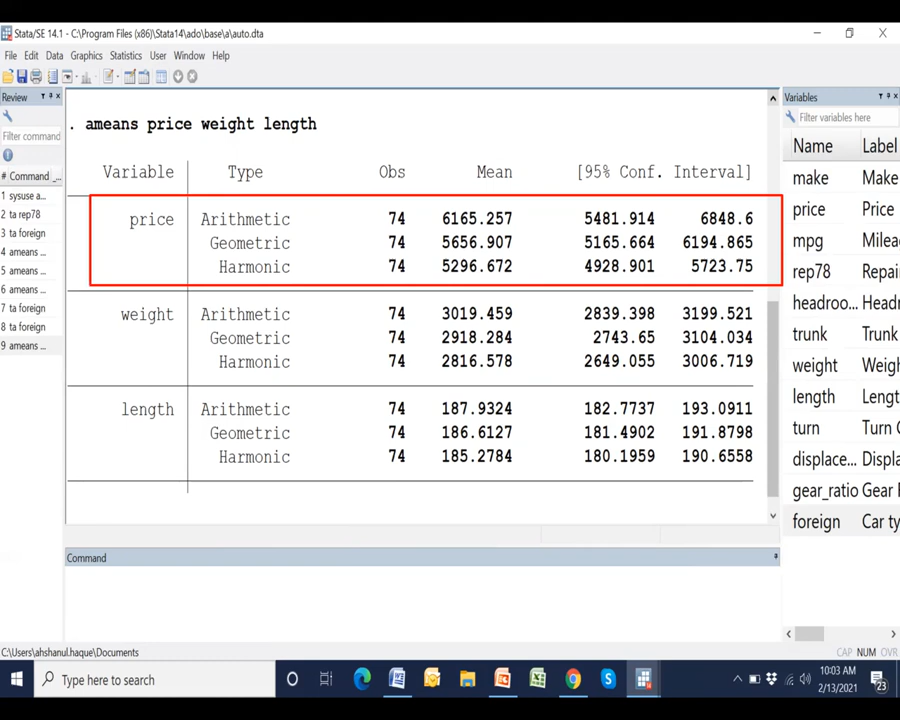 Stata/SE 14.1 - C:\Program Files (x86)\Stata14\ado\base\a\auto.dta
File Edit Data Graphics Statistics User Window Help
Review
Filter command
# Command
1 sysuse a...
2 ta rep78
3 ta foreign
4 ameans ...
5 ameans ...
6 ameans ...
7 ta foreign
8 ta foreign
9 ameans ...
. ameans price weight length
Variable Type Obs Mean [95% Conf. Interval]
price Arithmetic 74 6165.257 5481.914 6848.6
Geometric 74 5656.907 5165.664 6194.865
Harmonic 74 5296.672 4928.901 5723.75
weight Arithmetic 74 3019.459 2839.398 3199.521
Geometric 74 2918.284 2743.65 3104.034
Harmonic 74 2816.578 2649.055 3006.719
length Arithmetic 74 187.9324 182.7737 193.0911
Geometric 74 186.6127 181.4902 191.8798
Harmonic 74 185.2784 180.1959 190.6558
Command
Variables
Filter variables here
Name Label
make Make
price Price
mpg Milea
rep78 Repai
headroo... Headr
trunk Trunk
weight Weig
length Lengt
turn Turn C
displace... Displa
gear_ratio Gear F
foreign Car ty
C:\Users\ahshanul.haque\Documents
CAP NUM OVR
Type here to search
10:03 AM
2/13/2021
23